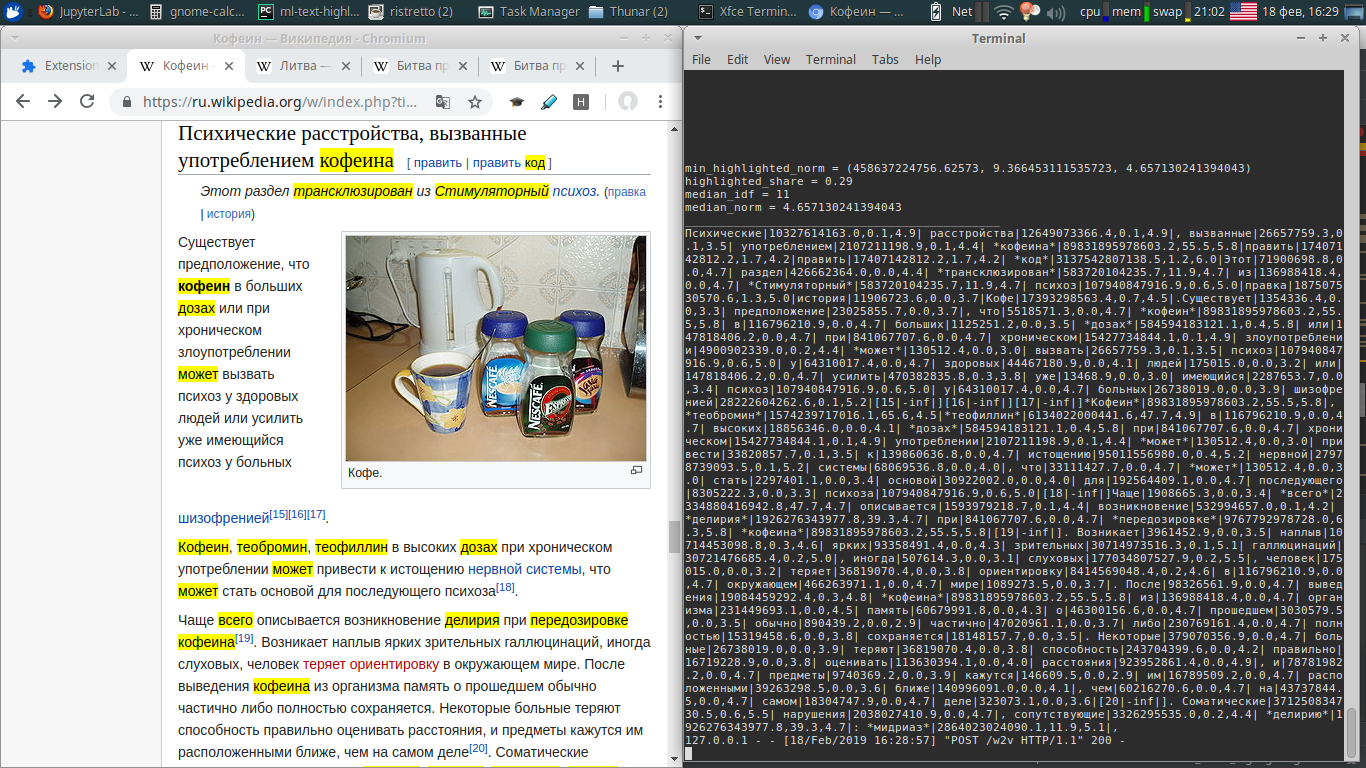 JupyterLab - ...
gnome-calc...
ml-text-highl...
ristretto (2)
Task Manager
Thunar (2)
Xfce Termin...
Кофеин — ...
Net
cpu
mem
swap
21:02
18 фев, 16:29
Кофеин — Википедия - Chromium
Extension
Кофеин -
Литва —
Битва пр
Битва пр
https://ru.wikipedia.org/w/index.php?ti...
Психические расстройства, вызванные
употреблением кофеина [ править | править код ]
Этот раздел трансклюзирован из Стимуляторный психоз. (правка
| история)
Существует
предположение, что
кофеин в больших
дозах или при
хроническом
злоупотреблении
может вызвать
психоз у здоровых
людей или усилить
уже имеющийся
психоз у больных
NESCAFÉ
NESCAFÉ
Кофе.
шизофренией[15][16][17].
Кофеин, теобромин, теофиллин в высоких дозах при хроническом
употреблении может привести к истощению нервной системы, что
может стать основой для последующего психоза[18].
Чаще всего описывается возникновение делирия при передозировке
кофеина[19]. Возникает наплыв ярких зрительных галлюцинаций, иногда
слуховых, человек теряет ориентировку в окружающем мире. После
выведения кофеина из организма память о прошедшем обычно
частично либо полностью сохраняется. Некоторые больные теряют
способность правильно оценивать расстояния, и предметы кажутся им
расположенными ближе, чем на самом деле[20]. Соматические
Terminal
File Edit View Terminal Tabs Help
min_highlighted_norm = (458637224756.62573, 9.366453111535723, 4.657130241394043)
highlighted_share = 0.29
median_idf = 11
median_norm = 4.657130241394043
Психические|10327614163.0,0.1,4.9| расстройства|12649073366.4,0.1,4.9|, вызванные|26657759.3,0
.1,3.5| употреблением|2107211198.9,0.1,4.4| *кофеина*|89831895978603.2,55.5,5.8|править|174071
42812.2,1.7,4.2|править|17407142812.2,1.7,4.2| *код*|3137542807138.5,1.2,6.0|Этот|71900698.8,0
.0,4.7| раздел|426662364.0,0.0,4.4| *трансклюзирован*|583720104235.7,11.9,4.7| из|136988418.4,
0.0,4.7| *Стимуляторный*|583720104235.7,11.9,4.7| психоз|107940847916.9,0.6,5.0|правка|1875075
30570.6,1.3,5.0|история|11906723.6,0.0,3.7|Кофе|17393298563.4,0.7,4.5|.Существует|1354336.4,0.
0,3.3| предположение|23025855.7,0.0,3.7|, что|5518571.3,0.0,4.7| *кофеин*|89831895978603.2,55.
5,5.8| в|116796210.9,0.0,4.7| больших|1125251.2,0.0,3.5| *дозах*|584594183121.1,0.4,5.8| или|1
47818406.2,0.0,4.7| при|841067707.6,0.0,4.7| хроническом|15427734844.1,0.1,4.9| злоупотреблени
и|4900902339.0,0.2,4.4| *может*|130512.4,0.0,3.0| вызвать|26657759.3,0.1,3.5| психоз|107940847
916.9,0.6,5.0| у|64310017.4,0.0,4.7| здоровых|44467180.9,0.0,4.1| людей|175015.0,0.0,3.2| или|
147818406.2,0.0,4.7| усилить|470382835.8,0.3,3.8| уже|13468.9,0.0,3.0| имеющийся|2287653.7,0.0
,3.4| психоз|107940847916.9,0.6,5.0| у|64310017.4,0.0,4.7| больных|26738019.0,0.0,3.9| шизофре
нией|28222604262.6,0.1,5.2|[15|-inf|][16|-inf|][17|-inf|]*Кофеин*|89831895978603.2,55.5,5.8|,
*теобромин*|1574239717016.1,65.6,4.5|*теофиллин*|6134022000441.6,47.7,4.9| в|116796210.9,0.0,4
.7| высоких|18856346.0,0.0,4.1| *дозах*|584594183121.1,0.4,5.8| при|841067707.6,0.0,4.7| хрони
ческом|15427734844.1,0.1,4.9| употреблении|2107211198.9,0.1,4.4| *может*|130512.4,0.0,3.0| при
вести|33820857.7,0.1,3.5| к|139860636.8,0.0,4.7| истощению|95011556980.0,0.4,5.2| нервной|2797
8739093.5,0.1,5.2| системы|68069536.8,0.0,4.0|, что|33111427.7,0.0,4.7| *может*|130512.4,0.0,3
.0| стать|2297401.1,0.0,3.4| основой|30922002.0,0.0,4.0| для|192564409.1,0.0,4.7| последующего
|8305222.3,0.0,3.3| психоза|107940847916.9,0.6,5.0|[18|-inf|]Чаще|1908665.3,0.0,3.4| *всего*|2
334880416942.8,47.7,4.7| описывается|1593979218.7,0.1,4.4| возникновение|532994657.0,0.1,4.2|
*делирия*|1926276343977.8,39.3,4.7| при|841067707.6,0.0,4.7| *передозировке*|9767792978728.0,6
.3,5.8| *кофеина*|89831895978603.2,55.5,5.8|[19|-inf|]. Возникает|3961452.9,0.0,3.5| наплыв|10
714453098.8,0.3,4.6| ярких|93358491.4,0.0,4.3| зрительных|30714973516.3,0.1,5.1| галлюцинаций|
30721476685.4,0.2,5.0|, иногда|507614.3,0.0,3.1| слуховых|177034807527.9,0.2,5.5|, человек|175
015.0,0.0,3.2| теряет|36819070.4,0.0,3.8| ориентировку|8414569048.4,0.2,4.6| в|116796210.9,0.0
,4.7| окружающем|466263971.1,0.0,4.7| мире|1089273.5,0.0,3.7|. После|98326561.9,0.0,4.7| вывед
ения|19084459292.4,0.3,4.8| *кофеина*|89831895978603.2,55.5,5.8| из|136988418.4,0.0,4.7| орган
изма|231449693.1,0.0,4.5| память|60679991.8,0.0,4.3| о|46300156.6,0.0,4.7| прошедшем|3030579.5
,0.0,3.5| обычно|890439.2,0.0,2.9| частично|47020961.1,0.0,3.7| либо|230769161.4,0.0,4.7| полн
остью|15319458.6,0.0,3.8| сохраняется|18148157.7,0.0,3.5|. Некоторые|379070356.9,0.0,4.7| боль
ные|26738019.0,0.0,3.9| теряют|36819070.4,0.0,3.8| способность|243704399.6,0.0,4.2| правильно|
16719228.9,0.0,3.8| оценивать|113630394.1,0.0,4.0| расстояния|923952861.4,0.0,4.9|, и|78781982
.2,0.0,4.7| предметы|9740369.2,0.0,3.9| кажутся|146609.5,0.0,2.9| им|16789509.2,0.0,4.7| распо
ложенными|39263298.5,0.0,3.6| ближе|140996091.0,0.0,4.1|, чем|60216270.6,0.0,4.7| на|43737844.
5,0.0,4.7| самом|18304747.9,0.0,4.7| деле|323073.1,0.0,3.6|[20|-inf|]. Соматические|3712508347
30.5,0.6,5.5| нарушения|2038027410.9,0.0,4.7|, сопутствующие|3326295535.0,0.2,4.4| *делирию*|1
926276343977.8,39.3,4.7|: *мидриаз*|2864023024090.1,11.9,5.1|,
127.0.0.1 - - [18/Feb/2019 16:28:57] "POST /w2v HTTP/1.1" 200 -